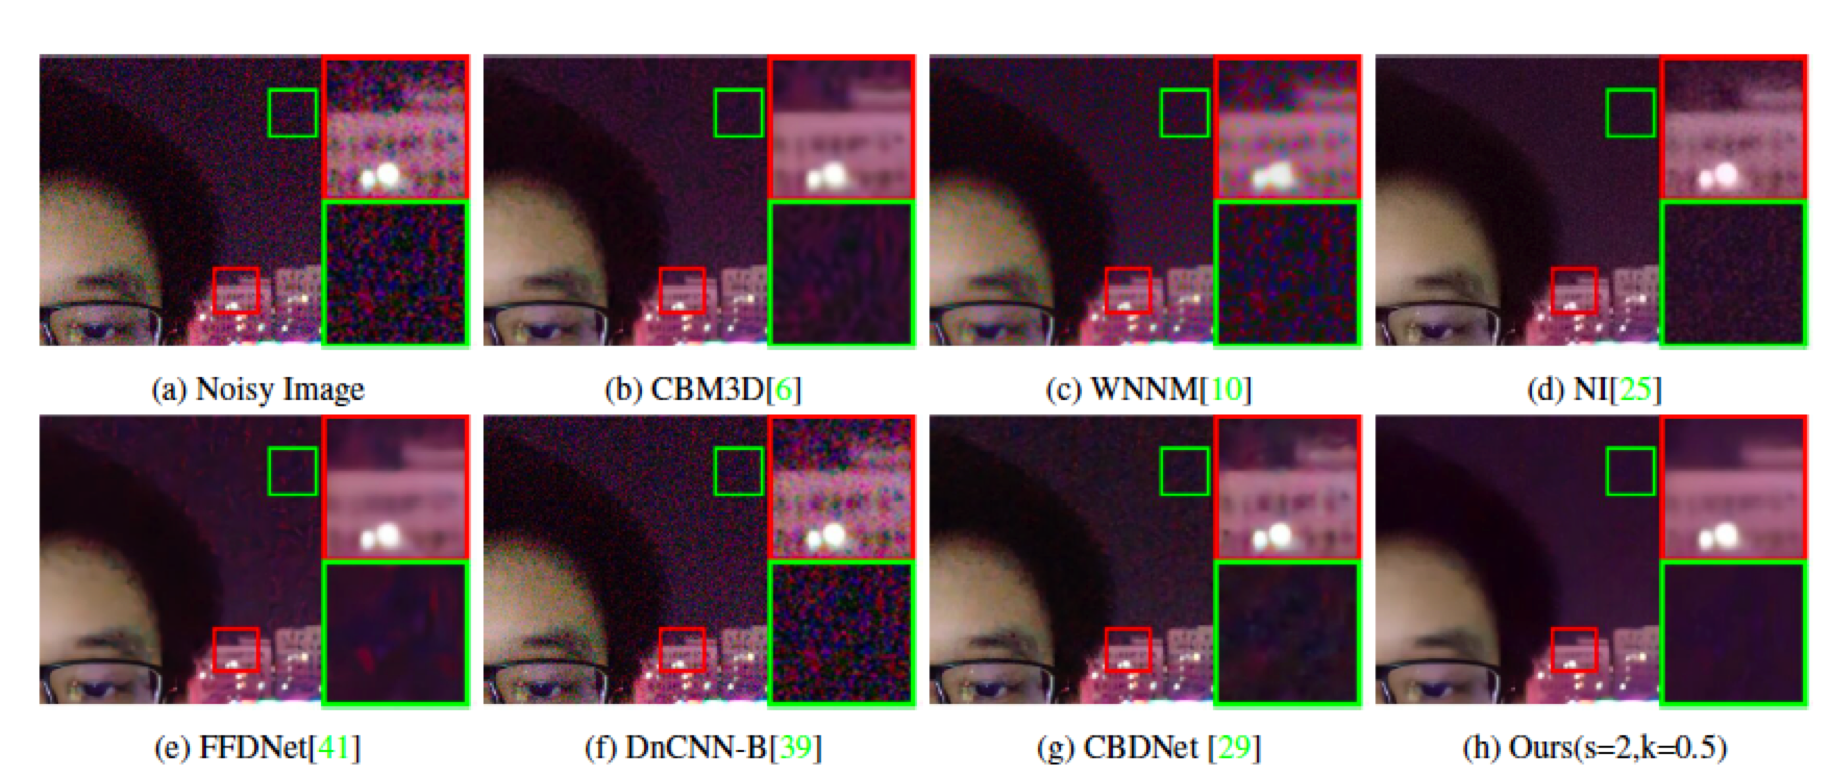 (a) Noisy Image
(b) CBM3D[6]
(c) WNNM[10]
(d) NI[25]
(e) FFDNet[41]
(f) DnCNN-B[39]
(g) CBDNet [29]
(h) Ours(s=2,k=0.5)